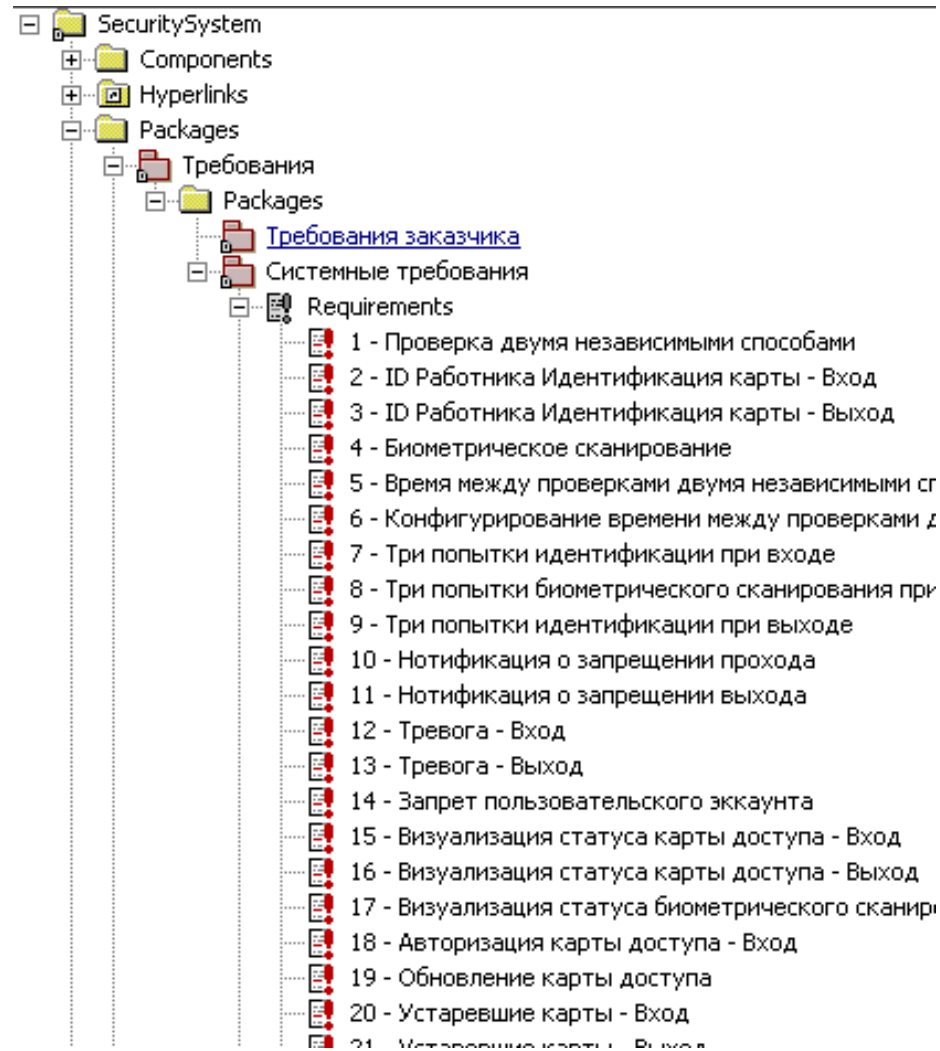 SecuritySystem
Components
Hyperlinks
Packages
Требования
Packages
Требования заказчика
Системные требования
Requirements
1 - Проверка двумя независимыми способами
2 - ID Работника Идентификация карты - Вход
3 - ID Работника Идентификация карты - Выход
4 - Биометрическое сканирование
5 - Время между проверками двумя независимыми
6 - Конфигурирование времени между проверками
7 - Три попытки идентификации при входе
8 - Три попытки биометрического сканирования при
9 - Три попытки идентификации при выходе
10 - Нотификация о запрещении прохода
11 - Нотификация о запрещении выхода
12 - Тревога - Вход
13 - Тревога - Выход
14 - Запрет пользовательского эккаунта
15 - Визуализация статуса карты доступа - Вход
16 - Визуализация статуса карты доступа - Выход
17 - Визуализация статуса биометрического
18 - Авторизация карты доступа - Вход
19 - Обновление карты доступа
20 - Устаревшие карты - Вход
21 - Устаревшие карты - Выход